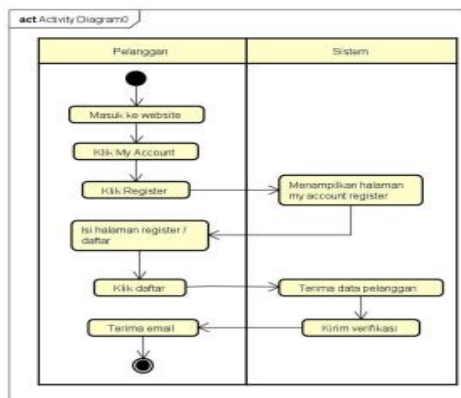 act Activity Diagram0
Pelanggan
Sistem
Masuk ke website
Klik My Account
Klik Register
Menampilkan halaman
my account register
Isi halaman register /
daftar
Klik daftar
Terima data pelanggan
Terima email
Kirim verifikasi